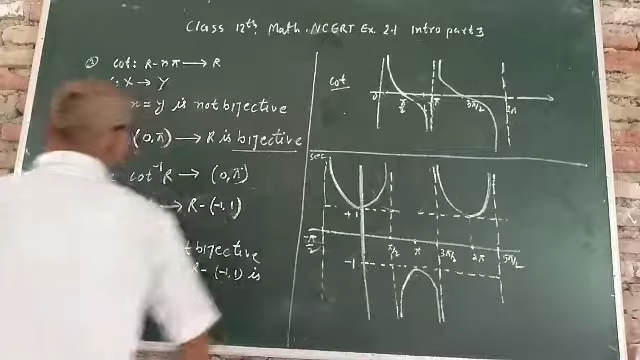 Class 12th Math. NCERT Ex 2.1 Intro part 3
③ cot: R-nπ → R
: X → Y
x = y is not bijective
(0,π) → R is bijective
cot⁻¹ R → (0,π)
→ R-(-1,1)
bijective
R-(-1,1) is
cot
0 π/2 π 3π/2 2π
sec
+1
-π/2 π/2 π 3π/2 2π 5π/2
-1